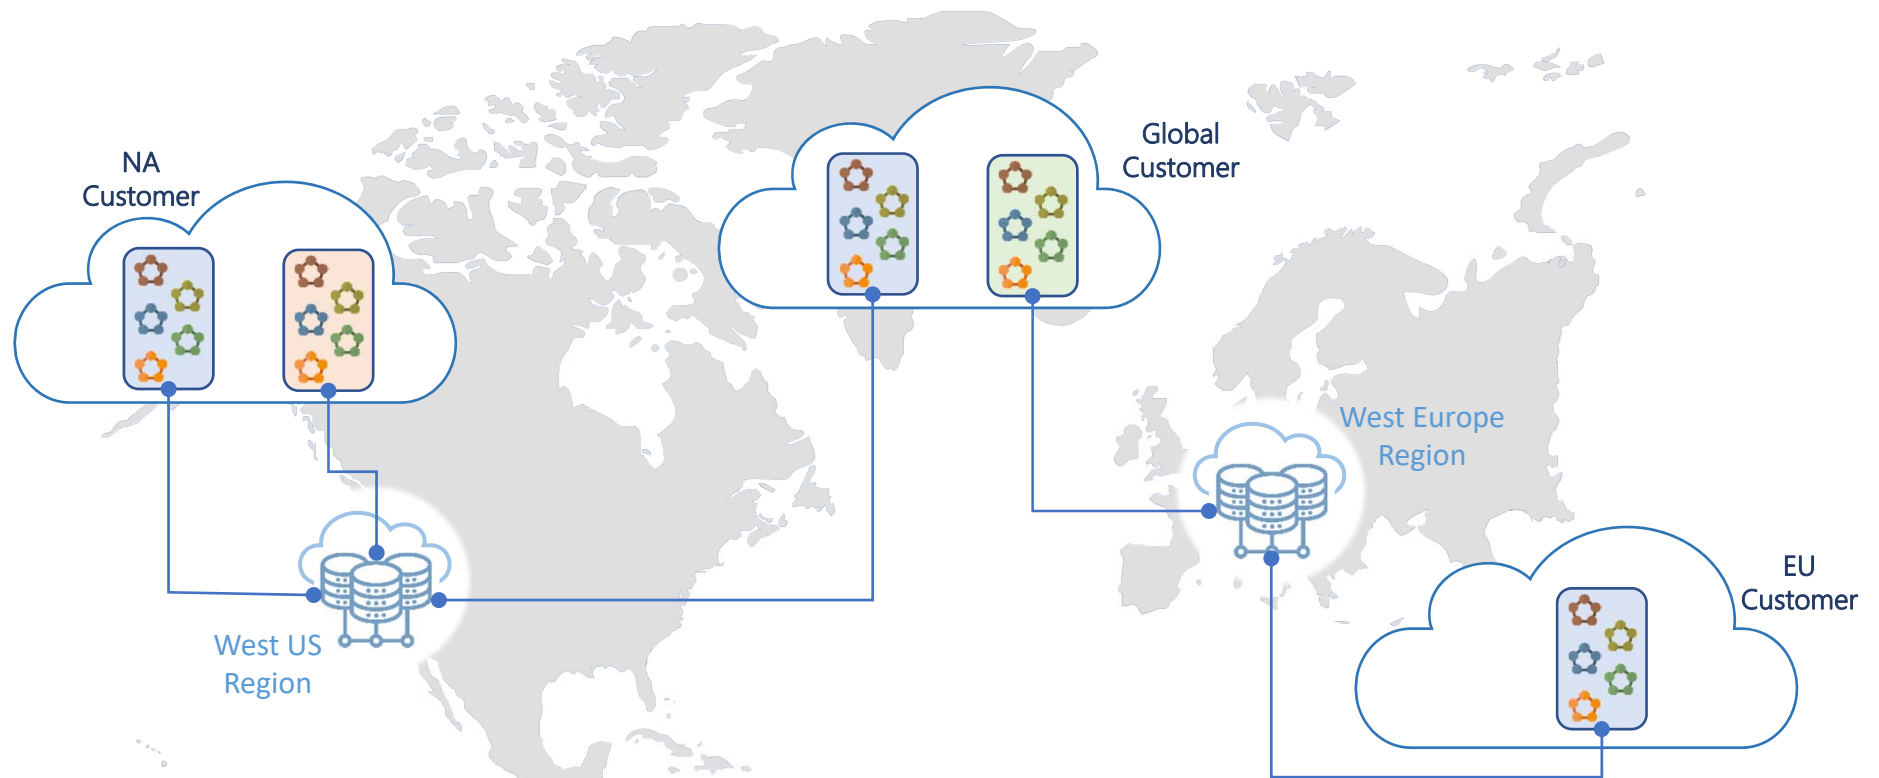 NA
Customer
Global
Customer
West Europe
Region
EU
Customer
West US
Region